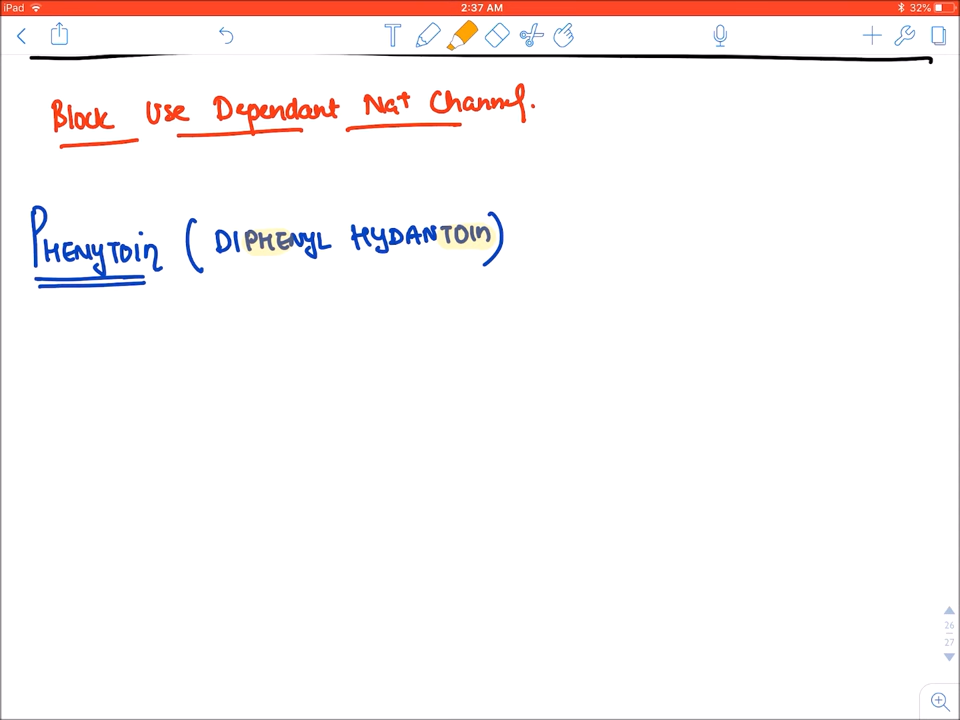 iPad 2:37 AM 32%
T
Block Use Dependant Na+ Channel.
PHENYTOIN (DIPHENYL HYDANTOIN)
26
27